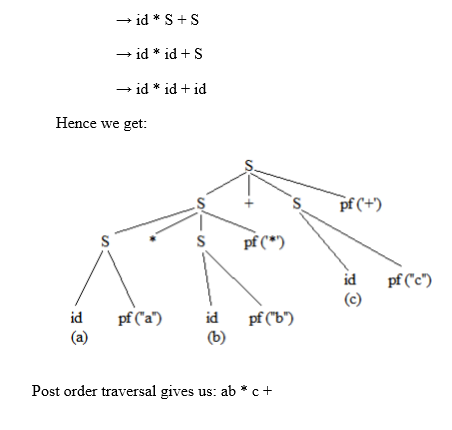 → id * S + S
→ id * id + S
→ id * id + id
Hence we get:
S
S + S pf ('+')
S * S pf ('*')
id pf ("c")
(c)
id pf ("a") id pf ("b")
(a) (b)
Post order traversal gives us: ab * c +